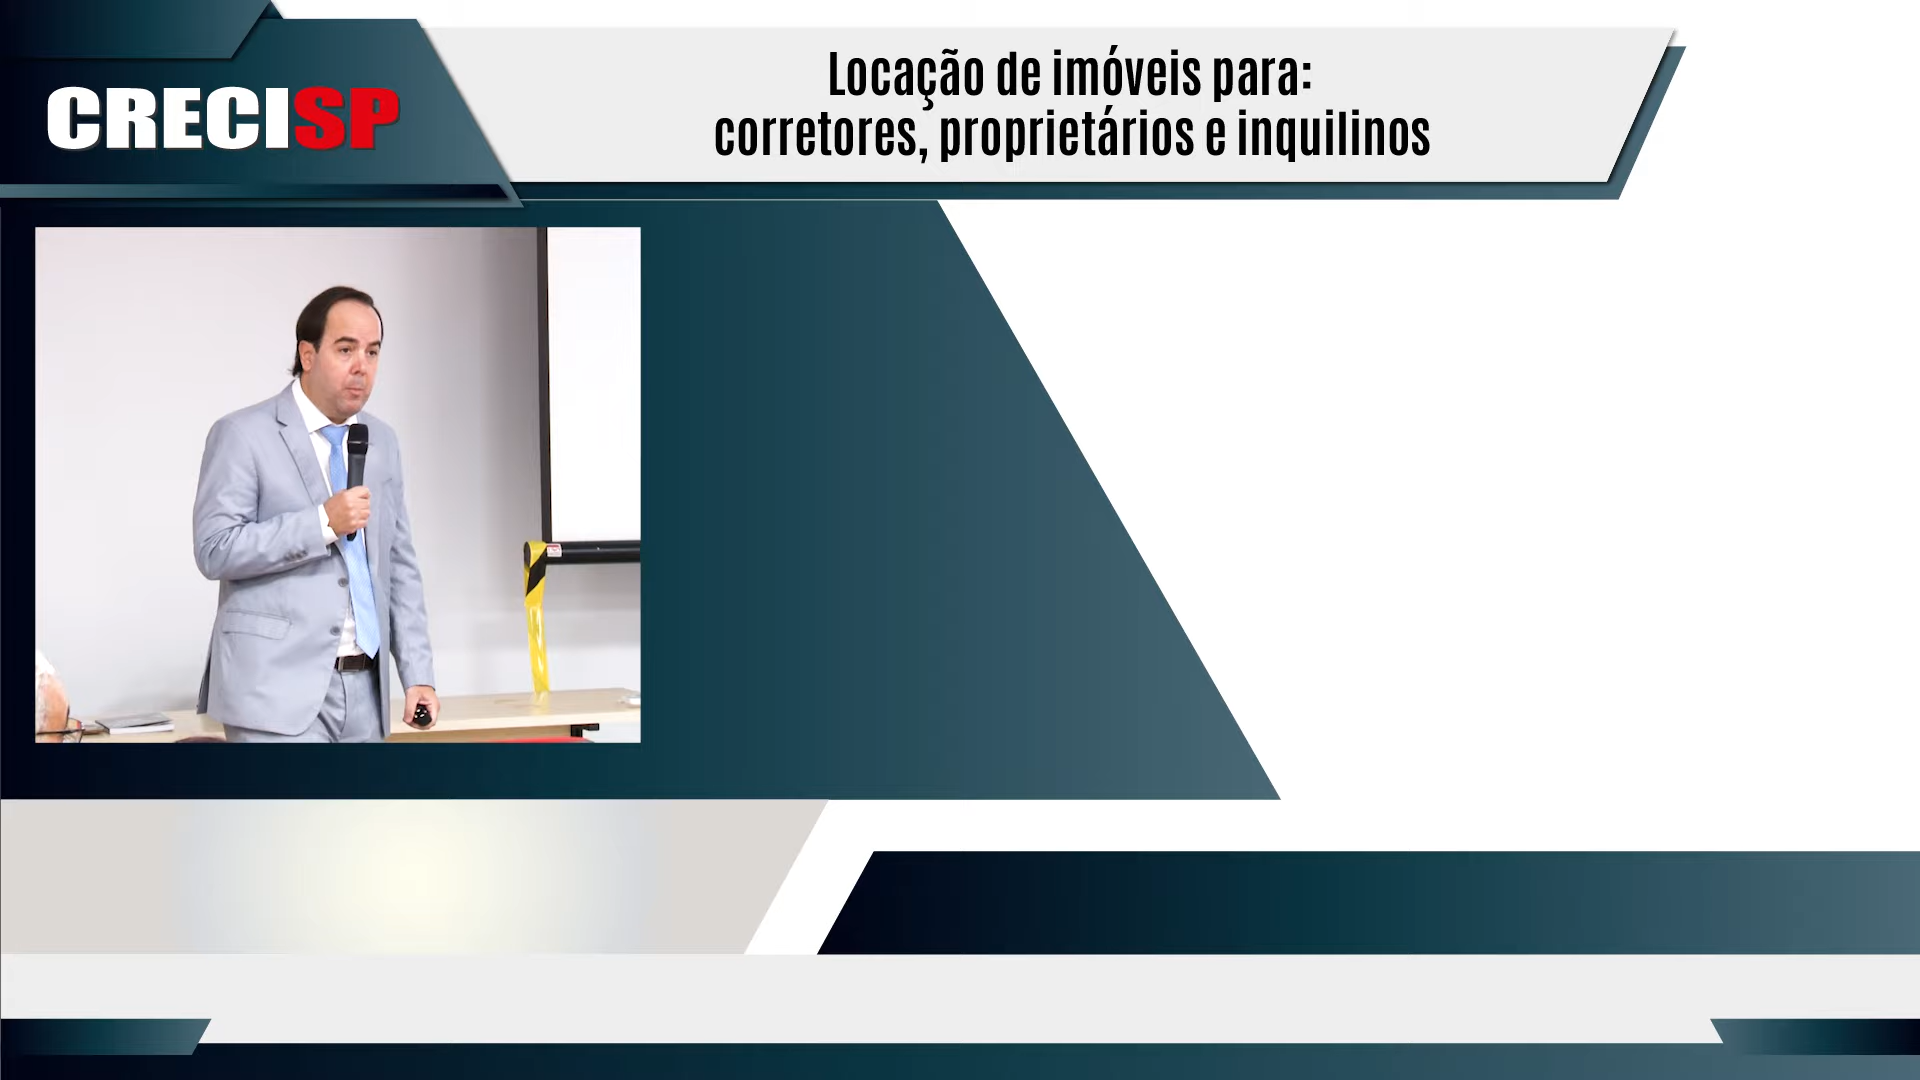 CRECISP
Locação de imóveis para:
corretores, proprietários e inquilinos